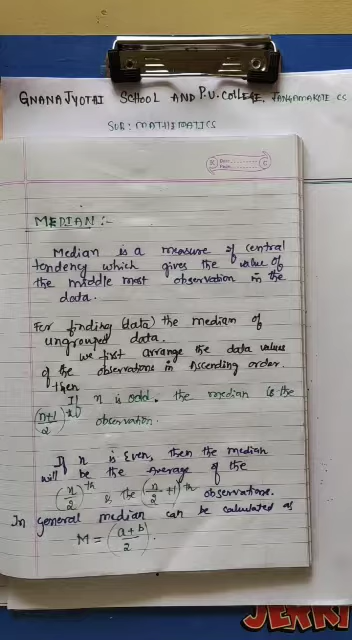 GNANAJYOTHI SCHOOL AND P.U. COLLEGE, JANGAMAKOTE CS
SUB: MATHEMATICS
MEDIAN :-
Median is a measure of central
tendency which gives the value of
the middle most observation in the
data.
For finding (data) the median of
ungrouped data.
we first arrange the data values
of the observations in Ascending order.
then
If n is odd, the median is the
(n+1/2)th observation.
If n is Even, then the median
will be the Average of the
(n/2)th & the (n/2 + 1)th observations.
In general median can be calculated as
M = (a+b/2).
JERRY